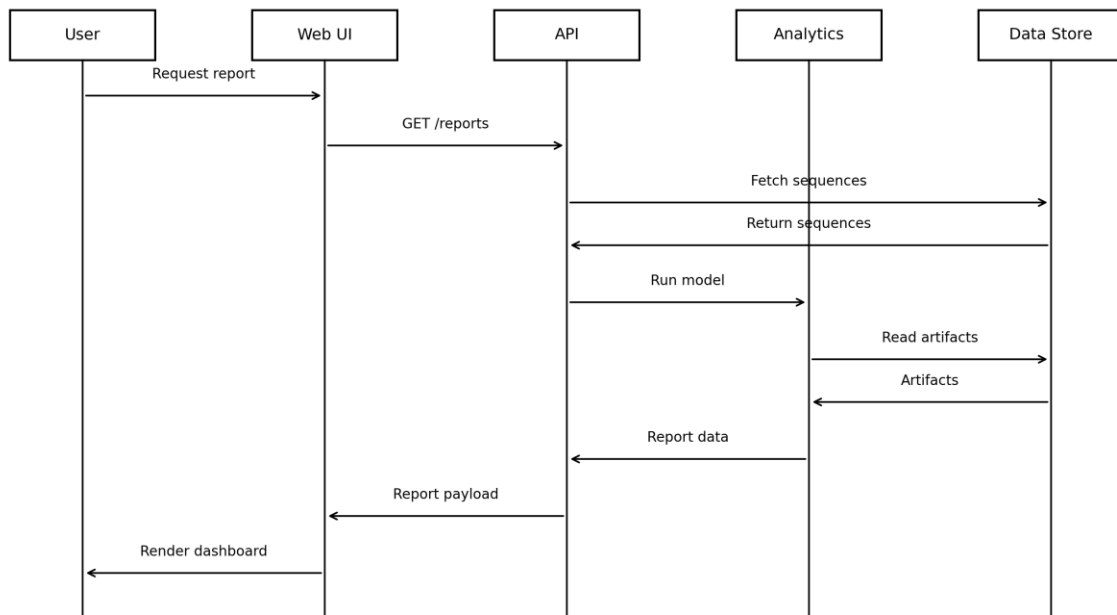 User
Web UI
API
Analytics
Data Store
Request report
GET /reports
Fetch sequences
Return sequences
Run model
Read artifacts
Artifacts
Report data
Report payload
Render dashboard